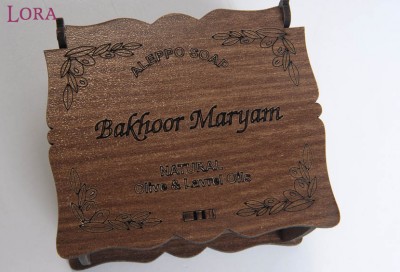 LORA
ALEPPO SOAP
Bakhoor Maryam
NATURAL
Olive & Laurel Oils